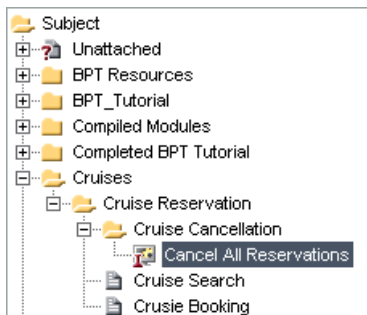 Subject
Unattached
BPT Resources
BPT_Tutorial
Compiled Modules
Completed BPT Tutorial
Cruises
Cruise Reservation
Cruise Cancellation
Cancel All Reservations
Cruise Search
Crusie Booking